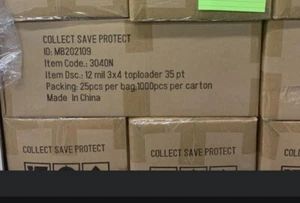 COLLECT SAVE PROTECT
ID: MB202109
Item Code.: 3040N
Item Dsc.: 12 mil 3x4 toploader 35 pt
Packing: 25pcs per bag,1000pcs per carton
Made In China
COLLECT SAVE PROTECT
COLLECT SAVE PROTECT